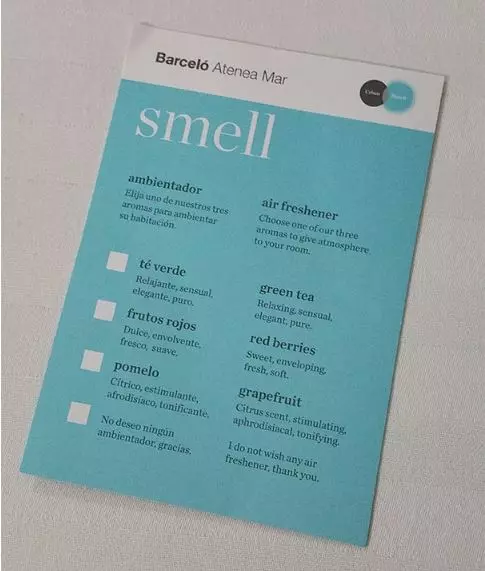 Barceló Atenea Mar
Urban
Beach
smell
ambientador
Elija uno de nuestros tres
aromas para ambientar
su habitación.
air freshener
Choose one of our three
aromas to give atmosphere
to your room.
té verde
Relajante, sensual,
elegante, puro.
green tea
Relaxing, sensual,
elegant, pure.
frutos rojos
Dulce, envolvente,
fresco, suave.
red berries
Sweet, enveloping,
fresh, soft.
pomelo
Cítrico, estimulante,
afrodisíaco, tonificante.
grapefruit
Citrus scent, stimulating,
aphrodisiacal, tonifying.
No deseo ningún
ambientador, gracias.
I do not wish any air
freshener, thank you.